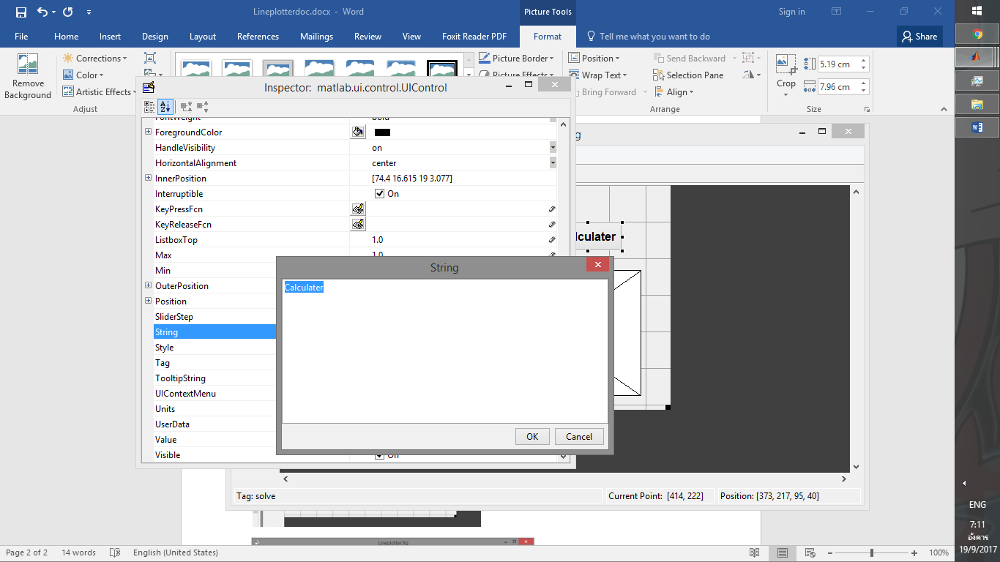 Lineplotterdoc.docx - Word
Picture Tools
Sign in
File
Home
Insert
Design
Layout
References
Mailings
Review
View
Foxit Reader PDF
Format
Tell me what you want to do
Share
Remove
Background
Corrections
Color
Artistic Effects
Adjust
Picture Border
Picture Effects
Position
Wrap Text
Bring Forward
Send Backward
Selection Pane
Align
Arrange
Crop
5.19 cm
7.96 cm
Size
Inspector: matlab.ui.control.UIControl
FontWeight bold
ForegroundColor
HandleVisibility on
HorizontalAlignment center
InnerPosition [74.4 16.615 19 3.077]
Interruptible On
KeyPressFcn
KeyReleaseFcn
ListboxTop 1.0
Max 1.0
Min
OuterPosition
Position
SliderStep
String
Style
Tag
TooltipString
UIContextMenu
Units
UserData
Value
Visible On
String
Calculater
OK
Cancel
g
lculater
Tag: solve
Current Point: [414, 222]
Position: [373, 217, 95, 40]
Lineplotter.fig
Page 2 of 2
14 words
English (United States)
100%
ENG
7:11
อังคาร
19/9/2017